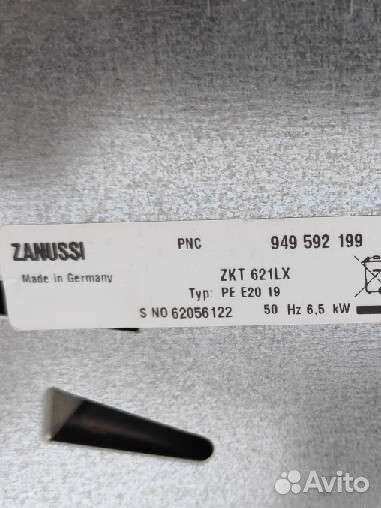 ZANUSSI PNC 949 592 199
Made in Germany ZKT 621LX
Typ: PE E20 19
S NO 62056122 50 Hz 6,5 kW
Avito